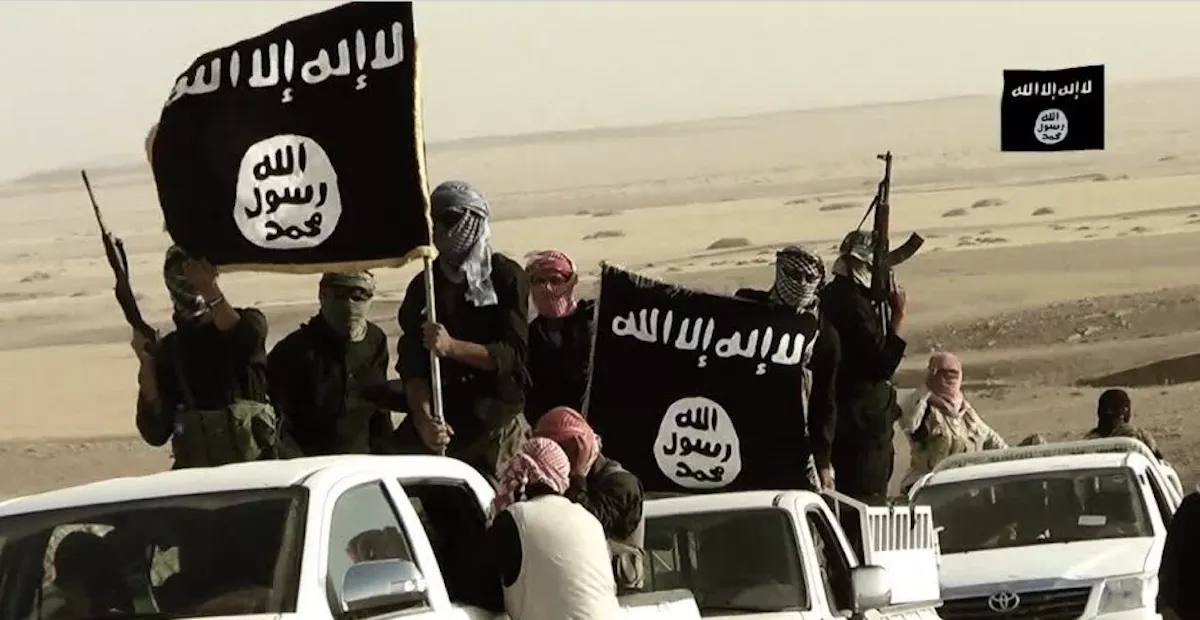 لا إله إلا الله
الله
رسول
محمد
لا إله إلا الله
الله
رسول
محمد
لا إله إلا الله
الله
رسول
محمد